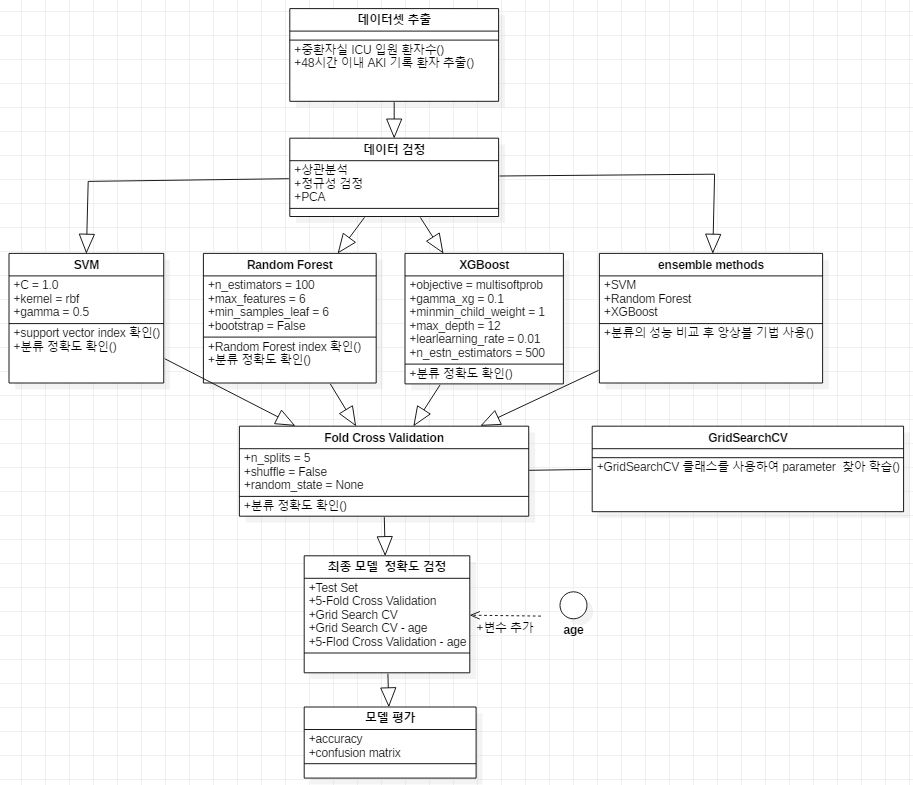 데이터셋 추출
+중환자실 ICU 입원 환자수()
+48시간 이내 AKI 기록 환자 추출()
데이터 검정
+상관분석
+정규성 검정
+PCA
SVM
+C = 1.0
+kernel = rbf
+gamma = 0.5
+support vector index 확인()
+분류 정확도 확인()
Random Forest
+n_estimators = 100
+max_features = 6
+min_samples_leaf = 6
+bootstrap = False
+Random Forest index 확인()
+분류 정확도 확인()
XGBoost
+objective = multisoftprob
+gamma_xg = 0.1
+minmin_child_weight = 1
+max_depth = 12
+learlearning_rate = 0.01
+n_estn_estimators = 500
+분류 정확도 확인()
ensemble methods
+SVM
+Random Forest
+XGBoost
+분류의 성능 비교 후 앙상블 기법 사용()
Fold Cross Validation
+n_splits = 5
+shuffle = False
+random_state = None
+분류 정확도 확인()
GridSearchCV
+GridSearchCV 클래스를 사용하여 parameter 찾아 학습()
최종 모델 정확도 검정
+Test Set
+5-Fold Cross Validation
+Grid Search CV
+Grid Search CV - age
+5-Flod Cross Validation - age
+변수 추가
age
모델 평가
+accuracy
+confusion matrix